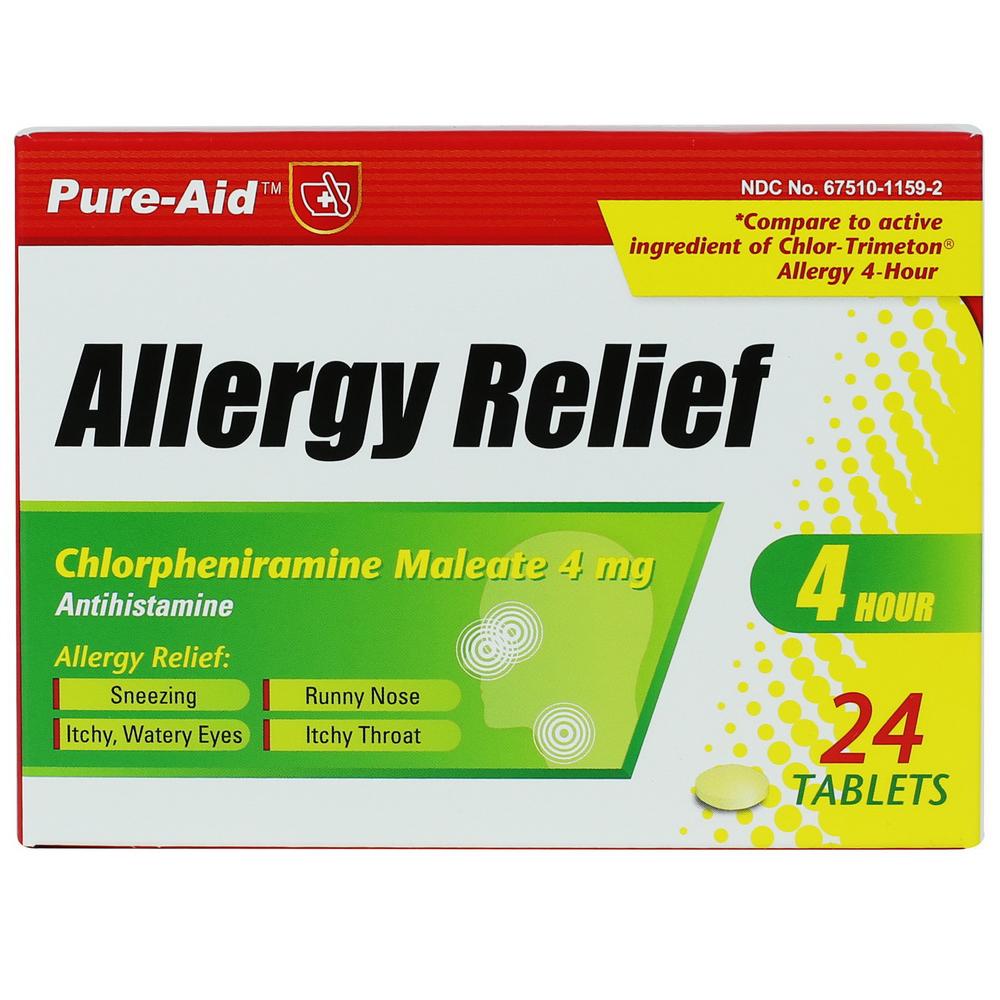 Pure-Aid™
NDC No. 67510-1159-2
*Compare to active
ingredient of Chlor-Trimeton®
Allergy 4-Hour
Allergy Relief
Chlorpheniramine Maleate 4 mg
Antihistamine
Allergy Relief:
Sneezing
Runny Nose
Itchy, Watery Eyes
Itchy Throat
4 HOUR
24
TABLETS